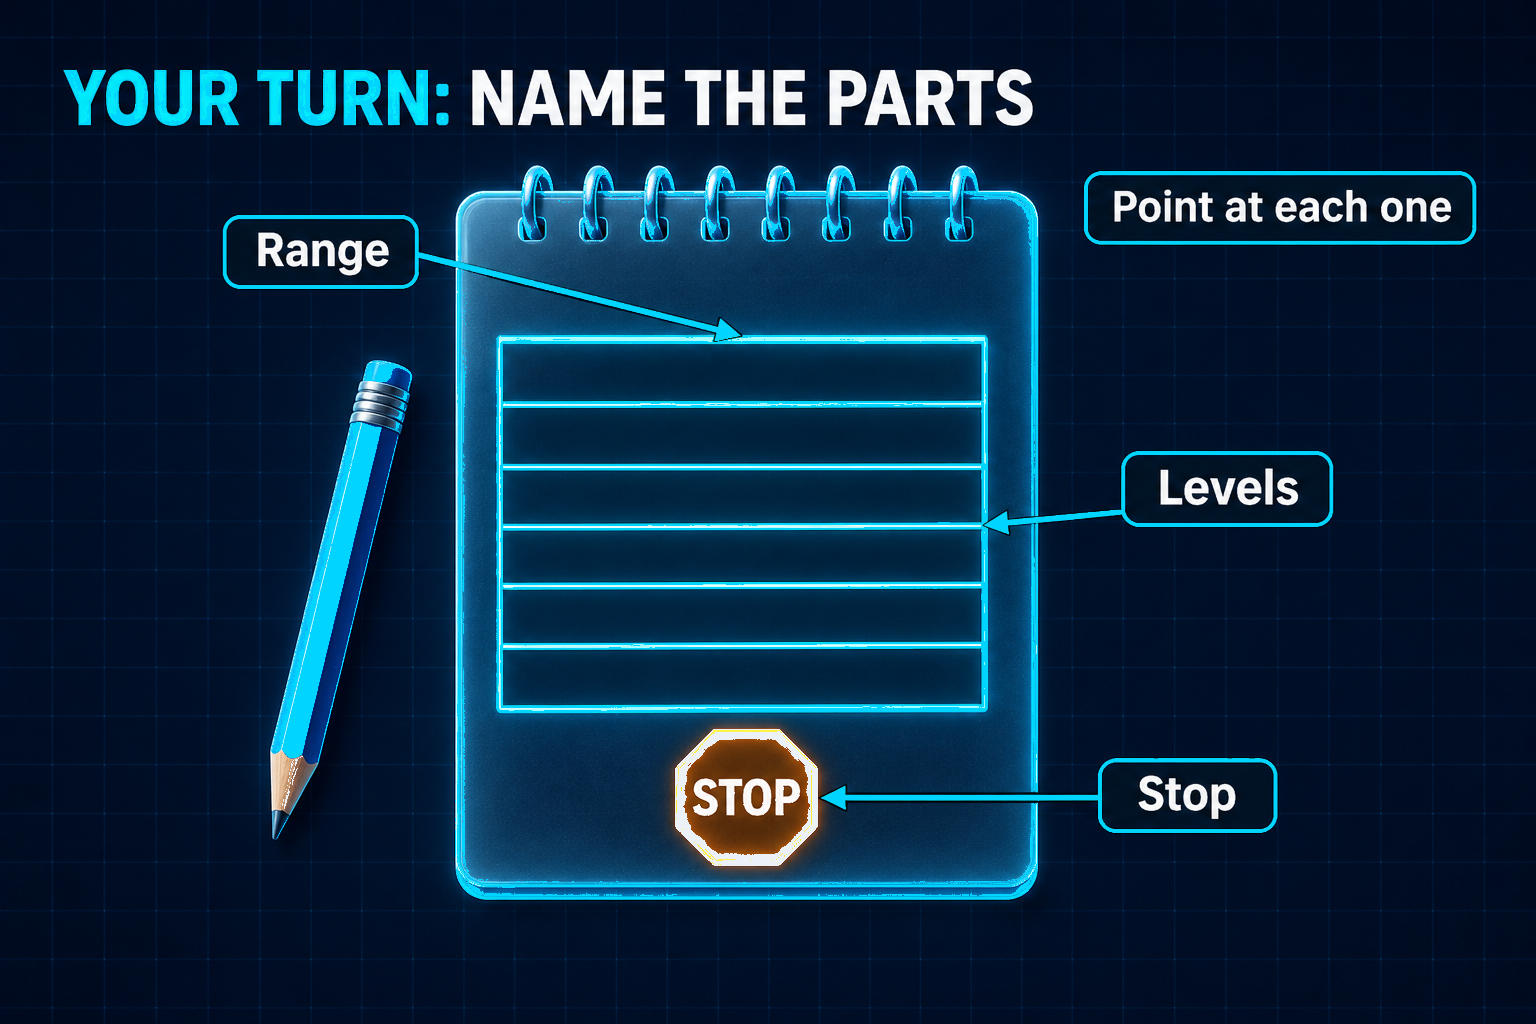 YOUR TURN: NAME THE PARTS
Point at each one
Range
Levels
STOP
Stop